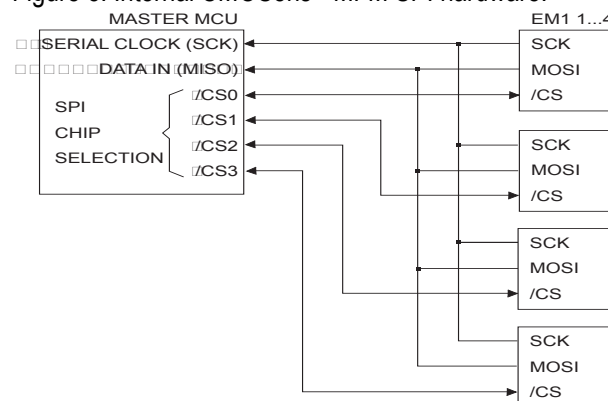 MASTER MCU
EM1 1...4
SERIAL CLOCK (SCK)
DATA IN (MISO)
SPI
CHIP
SELECTION
/CS0
/CS1
/CS2
/CS3
SCK
MOSI
/CS
SCK
MOSI
/CS
SCK
MOSI
/CS
SCK
MOSI
/CS